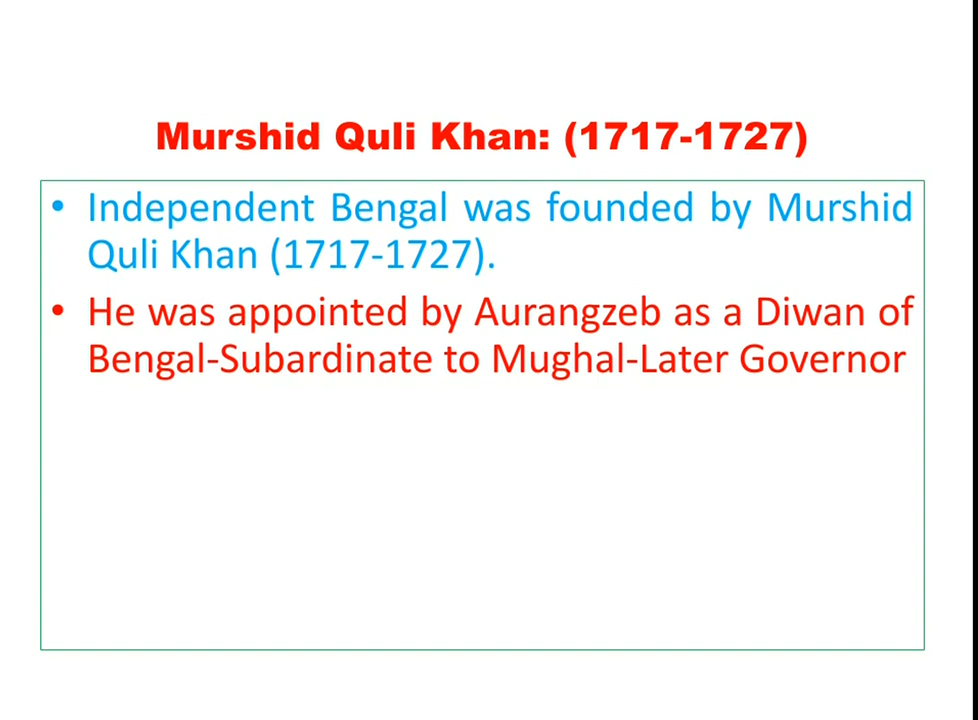 Murshid Quli Khan: (1717-1727)
• Independent Bengal was founded by Murshid
Quli Khan (1717-1727).
• He was appointed by Aurangzeb as a Diwan of
Bengal-Subardinate to Mughal-Later Governor